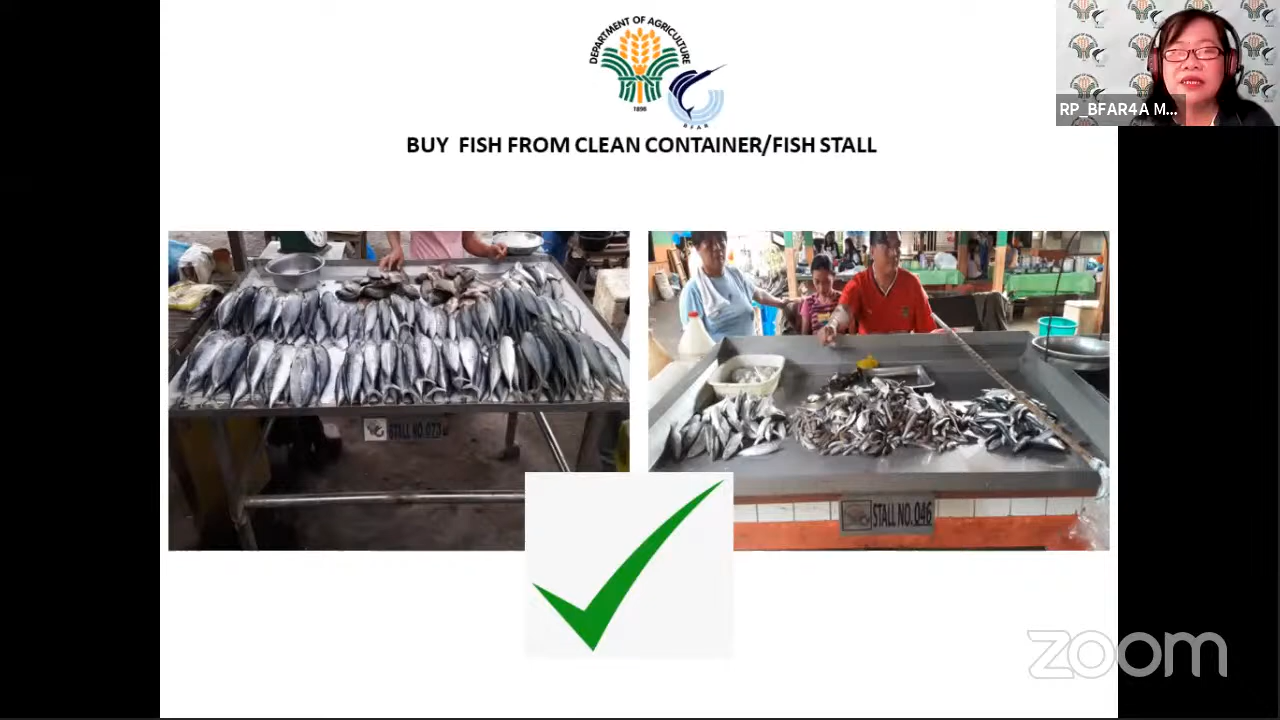 DEPARTMENT OF AGRICULTURE
1898
BFAR
RP_BFAR4A M...
BUY FISH FROM CLEAN CONTAINER/FISH STALL
STALL NO. 073
STALL NO. 046
zoom